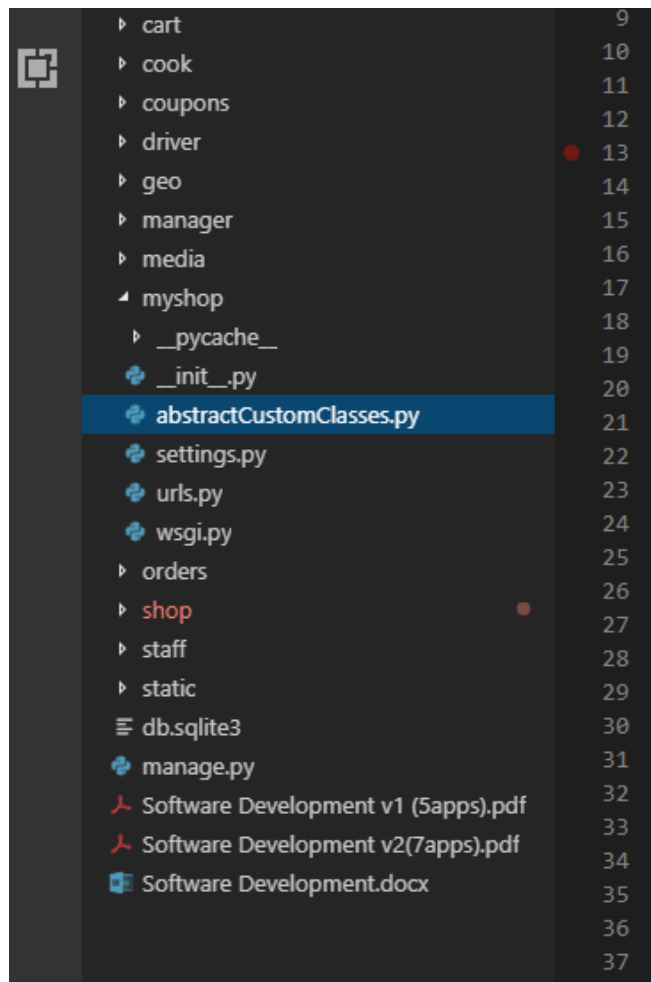 cart
cook
coupons
driver
geo
manager
media
myshop
__pycache__
__init__.py
abstractCustomClasses.py
settings.py
urls.py
wsgi.py
orders
shop
staff
static
db.sqlite3
manage.py
Software Development v1 (5apps).pdf
Software Development v2(7apps).pdf
Software Development.docx
9
10
11
12
13
14
15
16
17
18
19
20
21
22
23
24
25
26
27
28
29
30
31
32
33
34
35
36
37